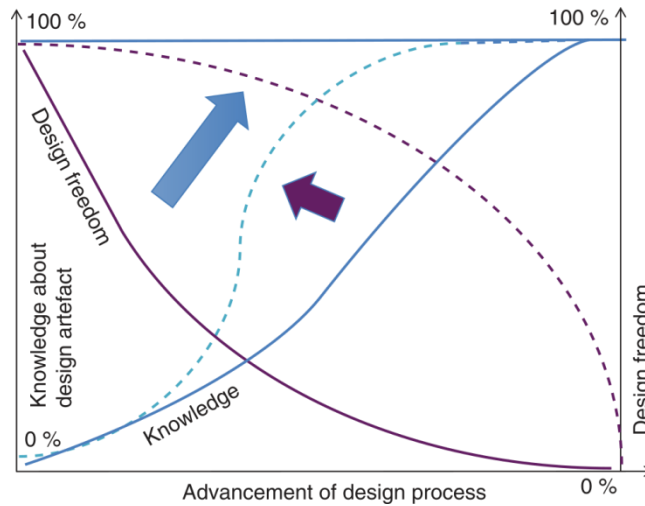 100 %
100 %
Design freedom
Knowledge about
design artefact
Knowledge
Design freedom
0 %
0 %
Advancement of design process